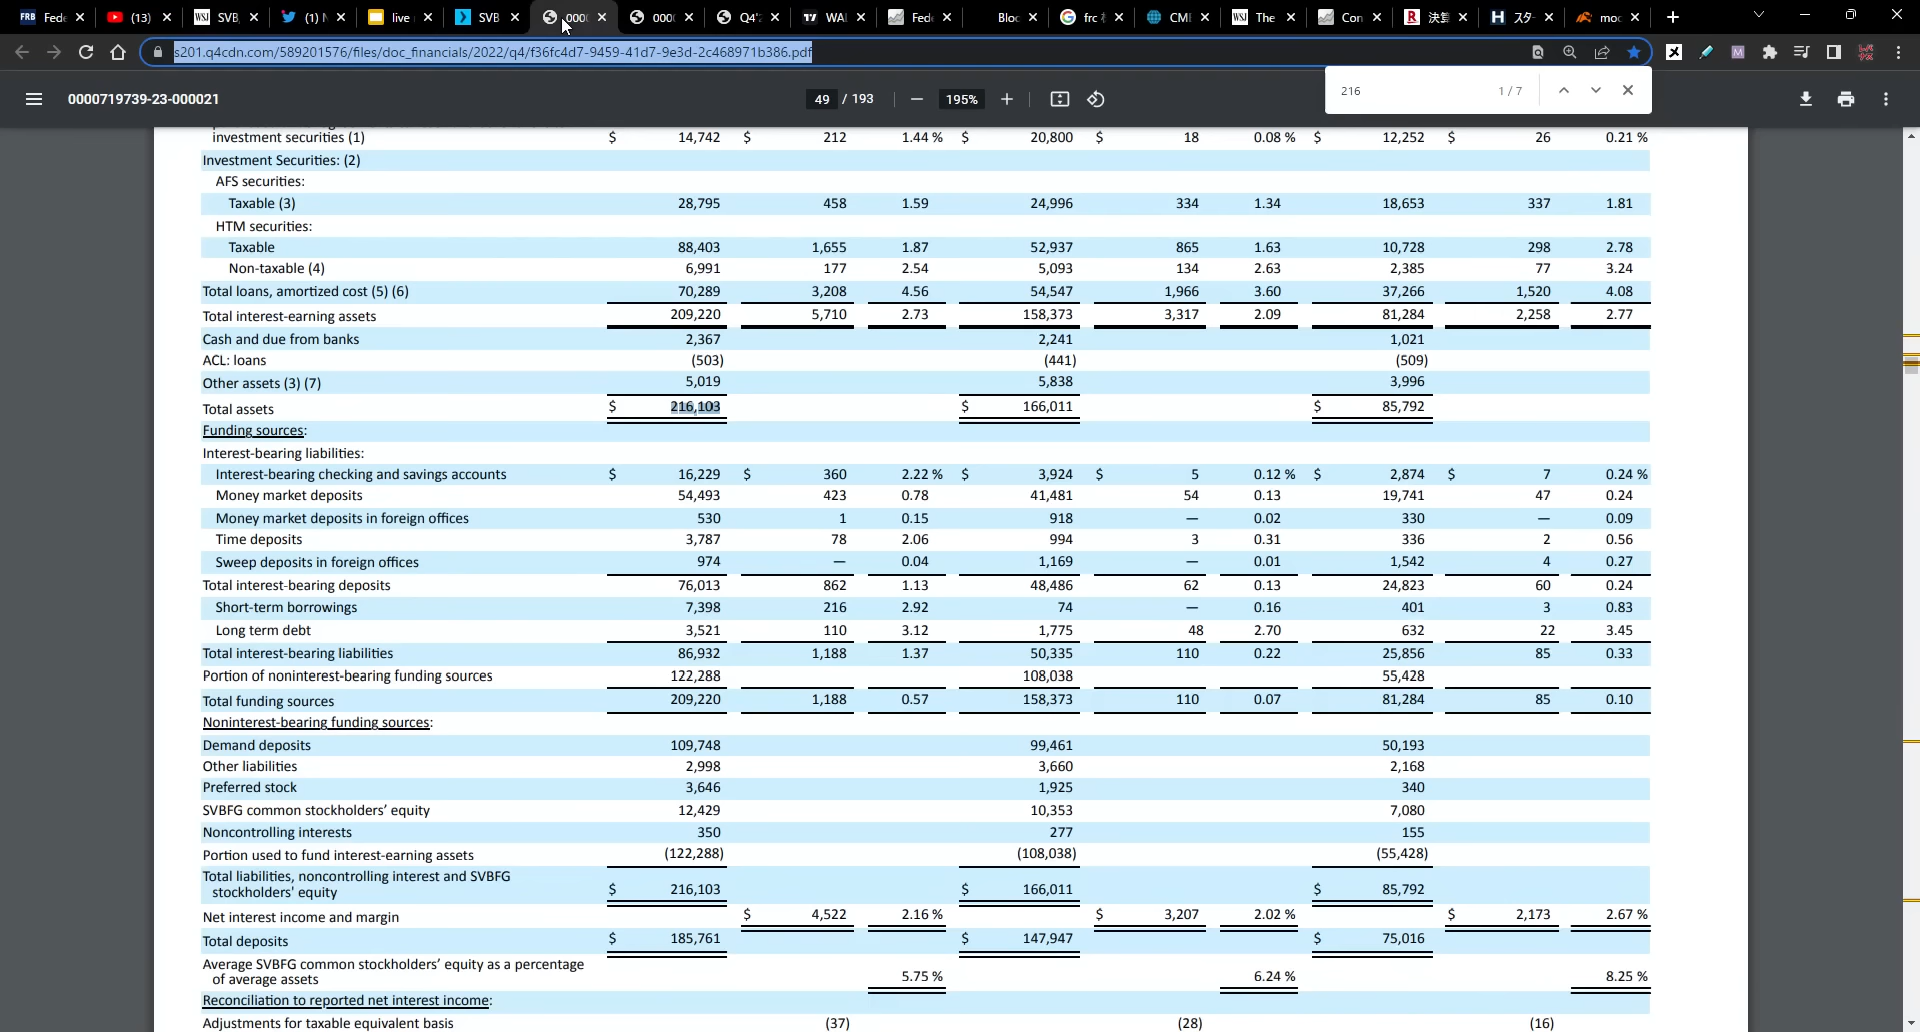 Fede (13) WSJ SVB (1) live SVB 000 000 Q4' WAL Fede Bloc frc CME WSJ The Con 決算 スター moo
s201.q4cdn.com/589201576/files/doc_financials/2022/q4/f36fc4d7-9459-41d7-9e3d-2c468971b386.pdf
0000719739-23-000021 49 / 193 195% 216 1/7
investment securities (1) $ 14,742 $ 212 1.44 % $ 20,800 $ 18 0.08 % $ 12,252 $ 26 0.21 %
Investment Securities: (2)
AFS securities:
Taxable (3) 28,795 458 1.59 24,996 334 1.34 18,653 337 1.81
HTM securities:
Taxable 88,403 1,655 1.87 52,937 865 1.63 10,728 298 2.78
Non-taxable (4) 6,991 177 2.54 5,093 134 2.63 2,385 77 3.24
Total loans, amortized cost (5) (6) 70,289 3,208 4.56 54,547 1,966 3.60 37,266 1,520 4.08
Total interest-earning assets 209,220 5,710 2.73 158,373 3,317 2.09 81,284 2,258 2.77
Cash and due from banks 2,367 2,241 1,021
ACL: loans (503) (441) (509)
Other assets (3) (7) 5,019 5,838 3,996
Total assets $ 216,103 $ 166,011 $ 85,792
Funding sources:
Interest-bearing liabilities:
Interest-bearing checking and savings accounts $ 16,229 $ 360 2.22 % $ 3,924 $ 5 0.12 % $ 2,874 $ 7 0.24 %
Money market deposits 54,493 423 0.78 41,481 54 0.13 19,741 47 0.24
Money market deposits in foreign offices 530 1 0.15 918 — 0.02 330 — 0.09
Time deposits 3,787 78 2.06 994 3 0.31 336 2 0.56
Sweep deposits in foreign offices 974 — 0.04 1,169 — 0.01 1,542 4 0.27
Total interest-bearing deposits 76,013 862 1.13 48,486 62 0.13 24,823 60 0.24
Short-term borrowings 7,398 216 2.92 74 — 0.16 401 3 0.83
Long term debt 3,521 110 3.12 1,775 48 2.70 632 22 3.45
Total interest-bearing liabilities 86,932 1,188 1.37 50,335 110 0.22 25,856 85 0.33
Portion of noninterest-bearing funding sources 122,288 108,038 55,428
Total funding sources 209,220 1,188 0.57 158,373 110 0.07 81,284 85 0.10
Noninterest-bearing funding sources:
Demand deposits 109,748 99,461 50,193
Other liabilities 2,998 3,660 2,168
Preferred stock 3,646 1,925 340
SVBFG common stockholders’ equity 12,429 10,353 7,080
Noncontrolling interests 350 277 155
Portion used to fund interest-earning assets (122,288) (108,038) (55,428)
Total liabilities, noncontrolling interest and SVBFG
stockholders' equity $ 216,103 $ 166,011 $ 85,792
Net interest income and margin $ 4,522 2.16 % $ 3,207 2.02 % $ 2,173 2.67 %
Total deposits $ 185,761 $ 147,947 $ 75,016
Average SVBFG common stockholders’ equity as a percentage
of average assets 5.75 % 6.24 % 8.25 %
Reconciliation to reported net interest income:
Adjustments for taxable equivalent basis (37) (28) (16)